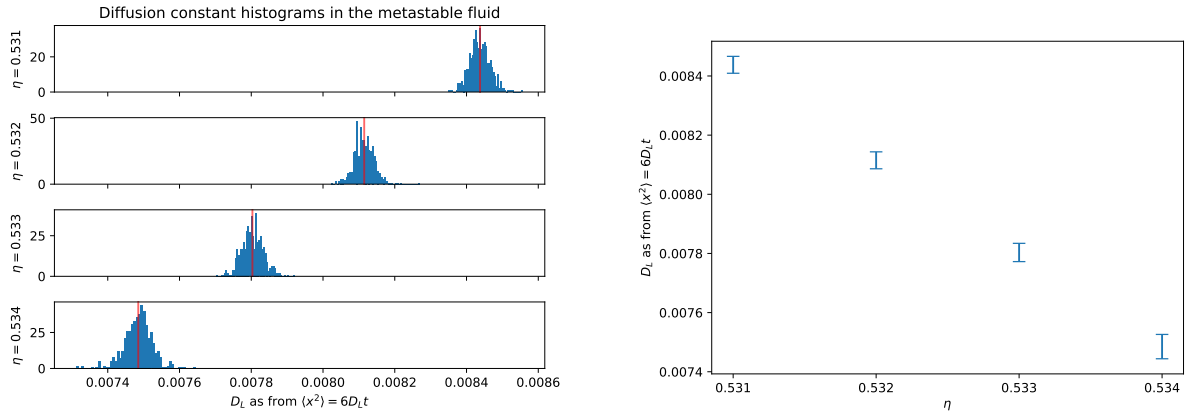 Diffusion constant histograms in the metastable fluid
η = 0.531
20
0
η = 0.532
50
0
η = 0.533
25
0
η = 0.534
25
0
0.0074 0.0076 0.0078 0.0080 0.0082 0.0084 0.0086
D_L as from ⟨x²⟩ = 6D_Lt
D_L as from ⟨x²⟩ = 6D_Lt
0.0084
0.0082
0.0080
0.0078
0.0076
0.0074
0.531 0.532 0.533 0.534
η